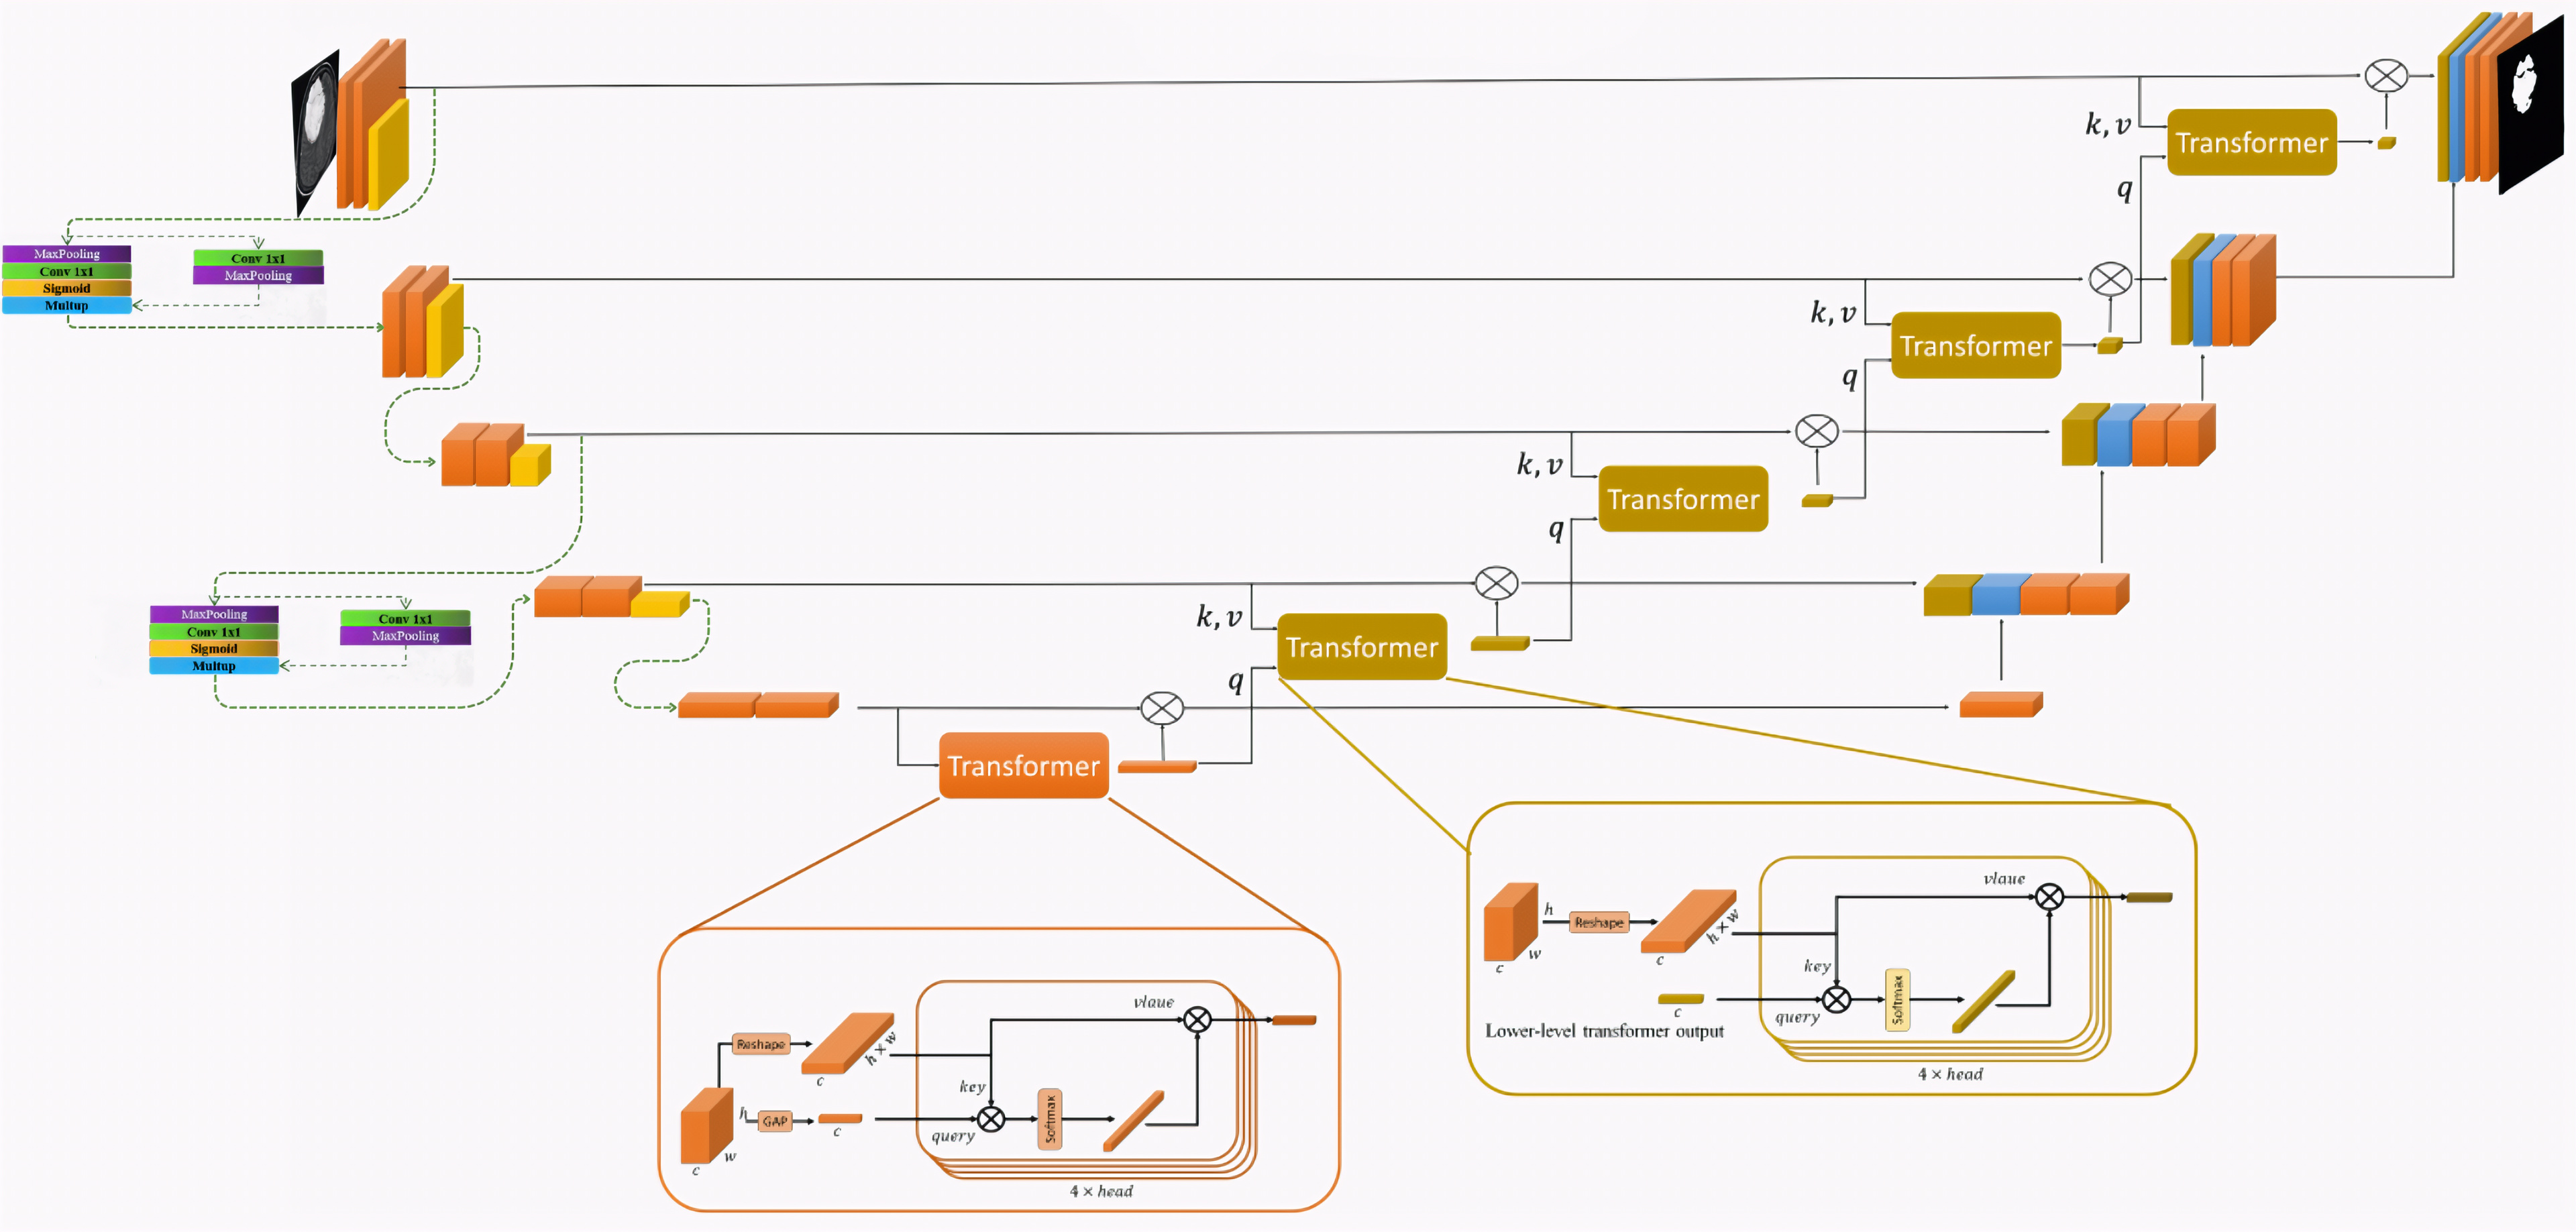 k, v
Transformer
q
MaxPooling
Conv 1x1
Sigmoid
Multup
Conv 1x1
MaxPooling
k, v
Transformer
q
k, v
Transformer
q
MaxPooling
Conv 1x1
Sigmoid
Multup
Conv 1x1
MaxPooling
k, v
Transformer
q
Transformer
vlaue
h
Reshape
h × w
c
w
c
key
Softmax
query
c
Lower-level transformer output
4 × head
vlaue
Reshape
h × w
c
key
h
GAP
c
query
Softmax
w
c
4 × head